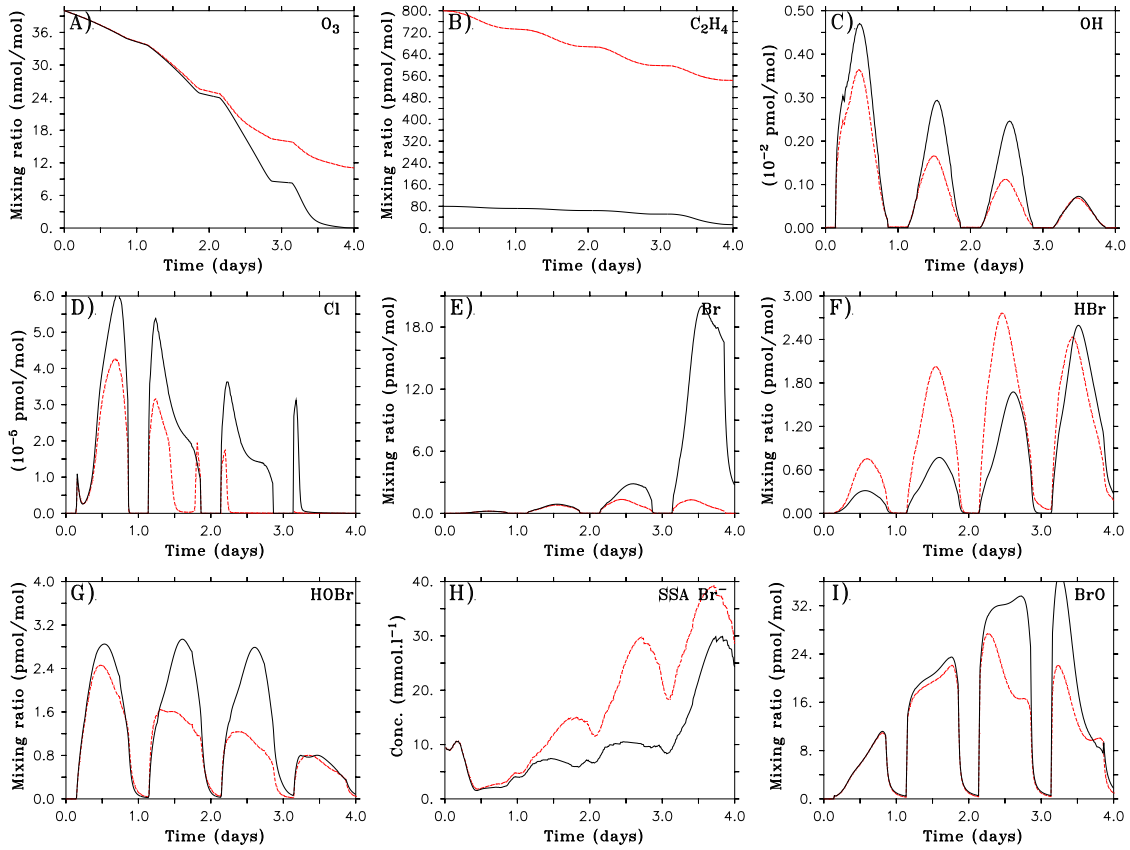 A) O₃
Mixing ratio (nmol/mol)
36.
30.
24.
18.
12.
6.
0.
0.0 1.0 2.0 3.0 4.0
Time (days)
B) C₂H₄
Mixing ratio (pmol/mol)
800.
720.
640.
560.
480.
400.
320.
240.
160.
80.
0.
0.0 1.0 2.0 3.0 4.0
Time (days)
C) OH
(10⁻² pmol/mol)
0.50
0.40
0.30
0.20
0.10
0.00
0.0 1.0 2.0 3.0 4.0
Time (days)
D) Cl
(10⁻⁵ pmol/mol)
6.0
5.0
4.0
3.0
2.0
1.0
0.0
0.0 1.0 2.0 3.0 4.0
Time (days)
E) Br
Mixing ratio (pmol/mol)
18.
12.
6.
0.
0.0 1.0 2.0 3.0 4.0
Time (days)
F) HBr
Mixing ratio (pmol/mol)
3.00
2.40
1.80
1.20
0.60
0.00
0.0 1.0 2.0 3.0 4.0
Time (days)
G) HOBr
Mixing ratio (pmol/mol)
4.0
3.2
2.4
1.6
0.8
0.0
0.0 1.0 2.0 3.0 4.0
Time (days)
H) SSA Br⁻
Conc. (mmol.l⁻¹)
40.
30.
20.
10.
0.
0.0 1.0 2.0 3.0 4.0
Time (days)
I) BrO
Mixing ratio (pmol/mol)
32.
24.
16.
8.
0.
0.0 1.0 2.0 3.0 4.0
Time (days)